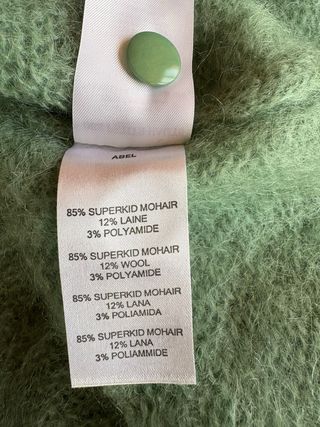 ABEL
85% SUPERKID MOHAIR
12% LAINE
3% POLYAMIDE
85% SUPERKID MOHAIR
12% WOOL
3% POLYAMIDE
85% SUPERKID MOHAIR
12% LANA
3% POLIAMIDA
85% SUPERKID MOHAIR
12% LANA
3% POLIAMMIDE